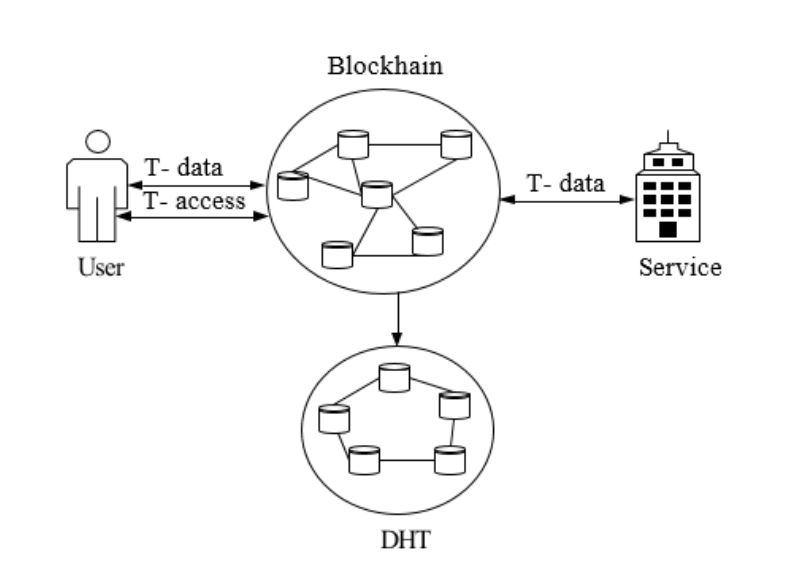 Blockhain
T- data
T- access
T- data
User
Service
DHT